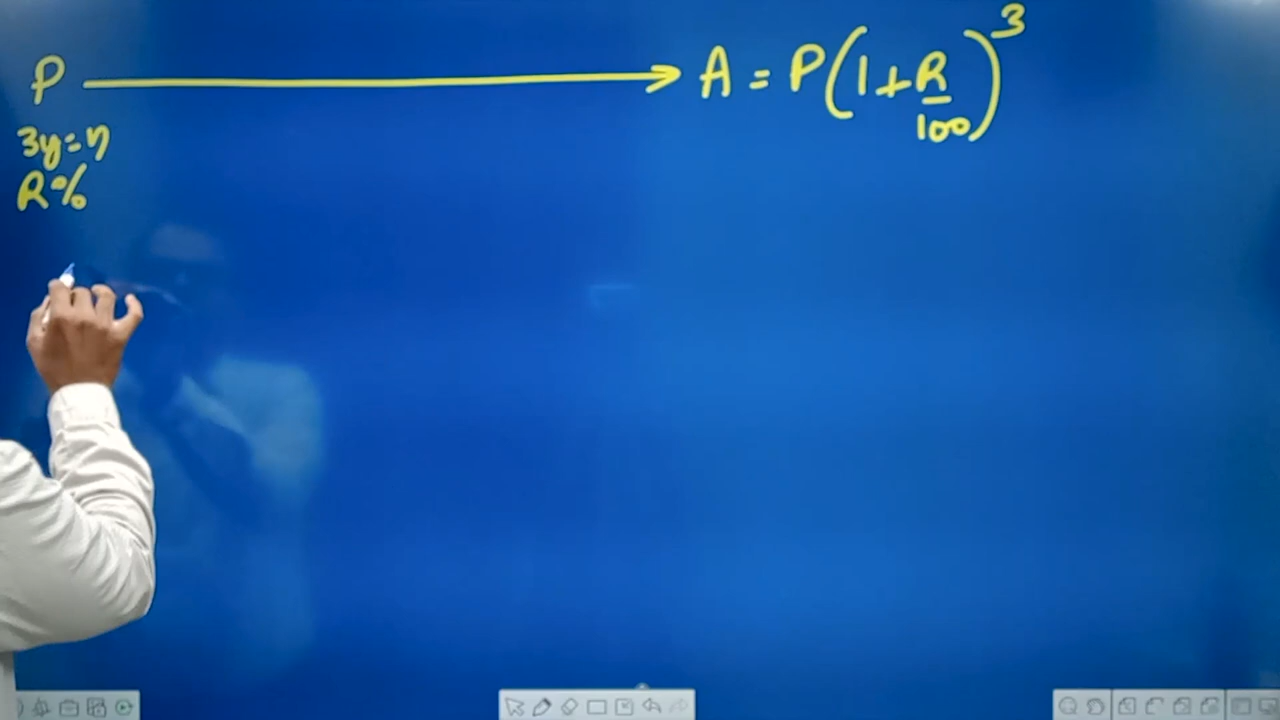 P → A = P(1+R/100)^3
3y=n
R%